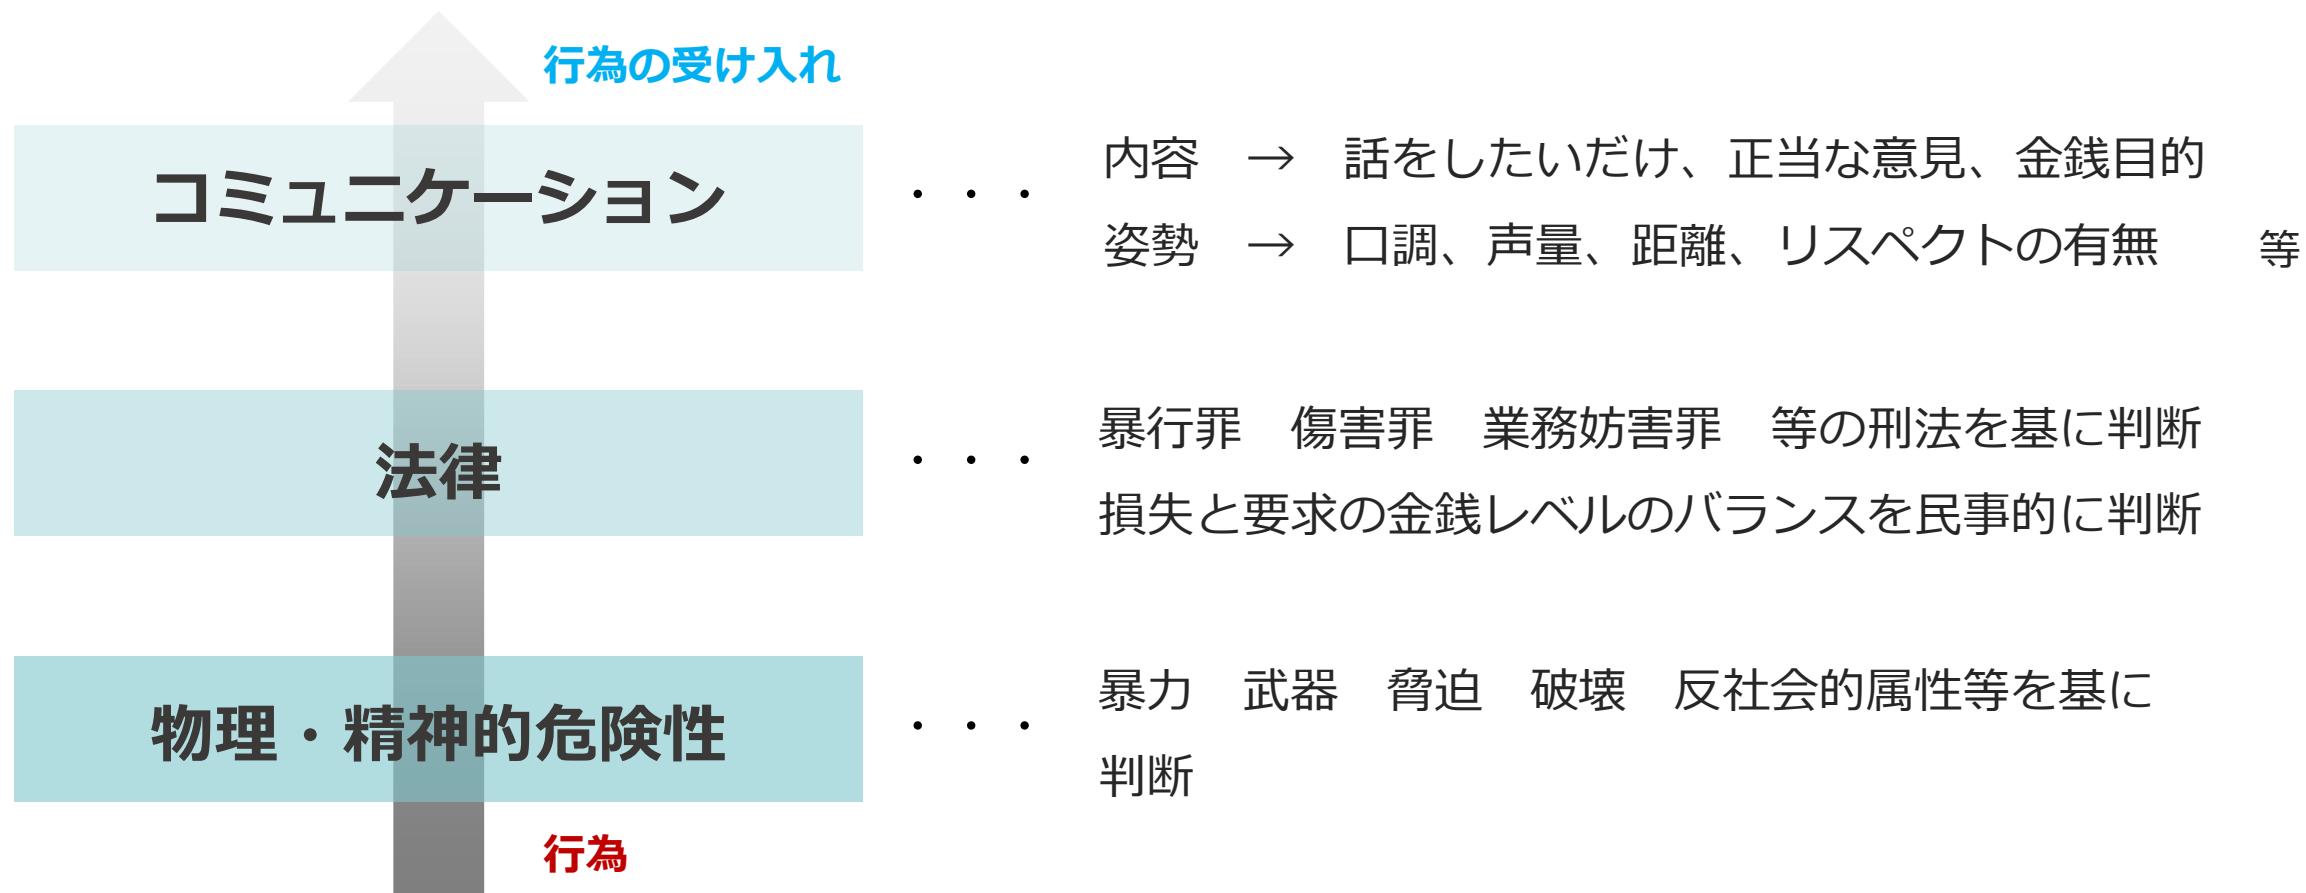 行為の受け入れ
コミュニケーション
・・・
内容　→　話をしたいだけ、正当な意見、金銭目的
姿勢　→　口調、声量、距離、リスペクトの有無　　等
法律
・・・
暴行罪　傷害罪　業務妨害罪　等の刑法を基に判断
損失と要求の金銭レベルのバランスを民事的に判断
物理・精神的危険性
・・・
暴力　武器　脅迫　破壊　反社会的属性等を基に
判断
行為